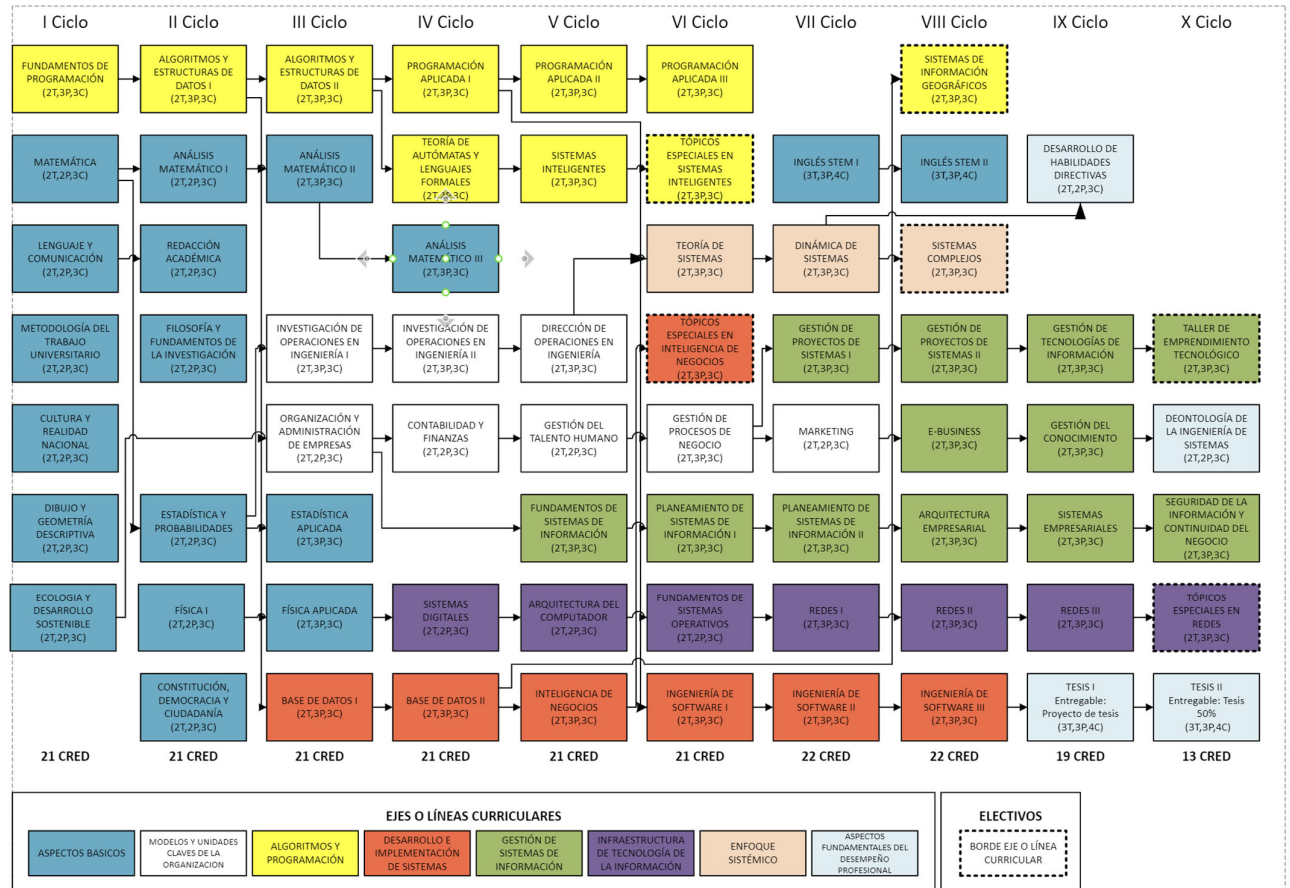 I Ciclo
II Ciclo
III Ciclo
IV Ciclo
V Ciclo
VI Ciclo
VII Ciclo
VIII Ciclo
IX Ciclo
X Ciclo
FUNDAMENTOS DE
PROGRAMACIÓN
(2T,3P,3C)
ALGORITMOS Y
ESTRUCTURAS DE
DATOS I
(2T,3P,3C)
ALGORITMOS Y
ESTRUCTURAS DE
DATOS II
(2T,3P,3C)
PROGRAMACIÓN
APLICADA I
(2T,3P,3C)
PROGRAMACIÓN
APLICADA II
(2T,3P,3C)
PROGRAMACIÓN
APLICADA III
(2T,3P,3C)
SISTEMAS DE
INFORMACIÓN
GEOGRÁFICOS
(2T,3P,3C)
MATEMÁTICA
(2T,2P,3C)
ANÁLISIS
MATEMÁTICO I
(2T,2P,3C)
ANÁLISIS
MATEMÁTICO II
(2T,3P,3C)
TEORÍA DE
AUTÓMATAS Y
LENGUAJES
FORMALES
(2T,3P,3C)
SISTEMAS
INTELIGENTES
(2T,3P,3C)
TÓPICOS
ESPECIALES EN
SISTEMAS
INTELIGENTES
(2T,3P,3C)
INGLÉS STEM I
(3T,3P,4C)
INGLÉS STEM II
(3T,3P,4C)
DESARROLLO DE
HABILIDADES
DIRECTIVAS
(2T,2P,3C)
LENGUAJE Y
COMUNICACIÓN
(2T,2P,3C)
REDACCIÓN
ACADÉMICA
(2T,2P,3C)
ANÁLISIS
MATEMÁTICO III
(2T,3P,3C)
TEORÍA DE
SISTEMAS
(2T,3P,3C)
DINÁMICA DE
SISTEMAS
(2T,3P,3C)
SISTEMAS
COMPLEJOS
(2T,3P,3C)
METODOLOGÍA DEL
TRABAJO
UNIVERSITARIO
(2T,2P,3C)
FILOSOFÍA Y
FUNDAMENTOS DE
LA INVESTIGACIÓN
(2T,2P,3C)
INVESTIGACIÓN DE
OPERACIONES EN
INGENIERÍA I
(2T,3P,3C)
INVESTIGACIÓN DE
OPERACIONES EN
INGENIERÍA II
(2T,3P,3C)
DIRECCIÓN DE
OPERACIONES EN
INGENIERÍA
(2T,3P,3C)
TÓPICOS
ESPECIALES EN
INTELIGENCIA DE
NEGOCIOS
(2T,3P,3C)
GESTIÓN DE
PROYECTOS DE
SISTEMAS I
(2T,3P,3C)
GESTIÓN DE
PROYECTOS DE
SISTEMAS II
(2T,3P,3C)
GESTIÓN DE
TECNOLOGÍAS DE
INFORMACIÓN
(2T,3P,3C)
TALLER DE
EMPRENDIMIENTO
TECNOLÓGICO
(2T,3P,3C)
CULTURA Y
REALIDAD
NACIONAL
(2T,2P,3C)
ORGANIZACIÓN Y
ADMINISTRACIÓN
DE EMPRESAS
(2T,2P,3C)
CONTABILIDAD Y
FINANZAS
(2T,2P,3C)
GESTIÓN DEL
TALENTO HUMANO
(2T,2P,3C)
GESTIÓN DE
PROCESOS DE
NEGOCIO
(2T,3P,3C)
MARKETING
(2T,2P,3C)
E-BUSINESS
(2T,3P,3C)
GESTIÓN DEL
CONOCIMIENTO
(2T,3P,3C)
DEONTOLOGÍA DE
LA INGENIERÍA DE
SISTEMAS
(2T,2P,3C)
DIBUJO Y
GEOMETRÍA
DESCRIPTIVA
(2T,2P,3C)
ESTADÍSTICA Y
PROBABILIDADES
(2T,2P,3C)
ESTADÍSTICA
APLICADA
(2T,3P,3C)
FUNDAMENTOS DE
SISTEMAS DE
INFORMACIÓN
(2T,3P,3C)
PLANEAMIENTO DE
SISTEMAS DE
INFORMACIÓN I
(2T,3P,3C)
PLANEAMIENTO DE
SISTEMAS DE
INFORMACIÓN II
(2T,3P,3C)
ARQUITECTURA
EMPRESARIAL
(2T,3P,3C)
SISTEMAS
EMPRESARIALES
(2T,3P,3C)
SEGURIDAD DE LA
INFORMACIÓN Y
CONTINUIDAD DEL
NEGOCIO
(2T,3P,3C)
ECOLOGIA Y
DESARROLLO
SOSTENIBLE
(2T,2P,3C)
FÍSICA I
(2T,2P,3C)
FÍSICA APLICADA
(2T,3P,3C)
SISTEMAS
DIGITALES
(2T,2P,3C)
ARQUITECTURA DEL
COMPUTADOR
(2T,2P,3C)
FUNDAMENTOS DE
SISTEMAS
OPERATIVOS
(2T,2P,3C)
REDES I
(2T,3P,3C)
REDES II
(2T,3P,3C)
REDES III
(2T,3P,3C)
TÓPICOS
ESPECIALES EN
REDES
(2T,3P,3C)
CONSTITUCIÓN,
DEMOCRACIA Y
CIUDADANÍA
(2T,2P,3C)
BASE DE DATOS I
(2T,3P,3C)
BASE DE DATOS II
(2T,3P,3C)
INTELIGENCIA DE
NEGOCIOS
(2T,3P,3C)
INGENIERÍA DE
SOFTWARE I
(2T,3P,3C)
INGENIERÍA DE
SOFTWARE II
(2T,3P,3C)
INGENIERÍA DE
SOFTWARE III
(2T,3P,3C)
TESIS I
Entregable:
Proyecto de tesis
(3T,3P,4C)
TESIS II
Entregable: Tesis
50%
(3T,3P,4C)
21 CRED
21 CRED
21 CRED
21 CRED
21 CRED
21 CRED
22 CRED
22 CRED
19 CRED
13 CRED
EJES O LÍNEAS CURRICULARES
ASPECTOS BASICOS
MODELOS Y UNIDADES
CLAVES DE LA
ORGANIZACION
ALGORITMOS Y
PROGRAMACIÓN
DESARROLLO E
IMPLEMENTACIÓN
DE SISTEMAS
GESTIÓN DE
SISTEMAS DE
INFORMACIÓN
INFRAESTRUCTURA
DE TECNOLOGÍA DE
LA INFORMACIÓN
ENFOQUE
SISTÉMICO
ASPECTOS
FUNDAMENTALES DEL
DESEMPEÑO
PROFESIONAL
ELECTIVOS
BORDE EJE O LÍNEA
CURRICULAR